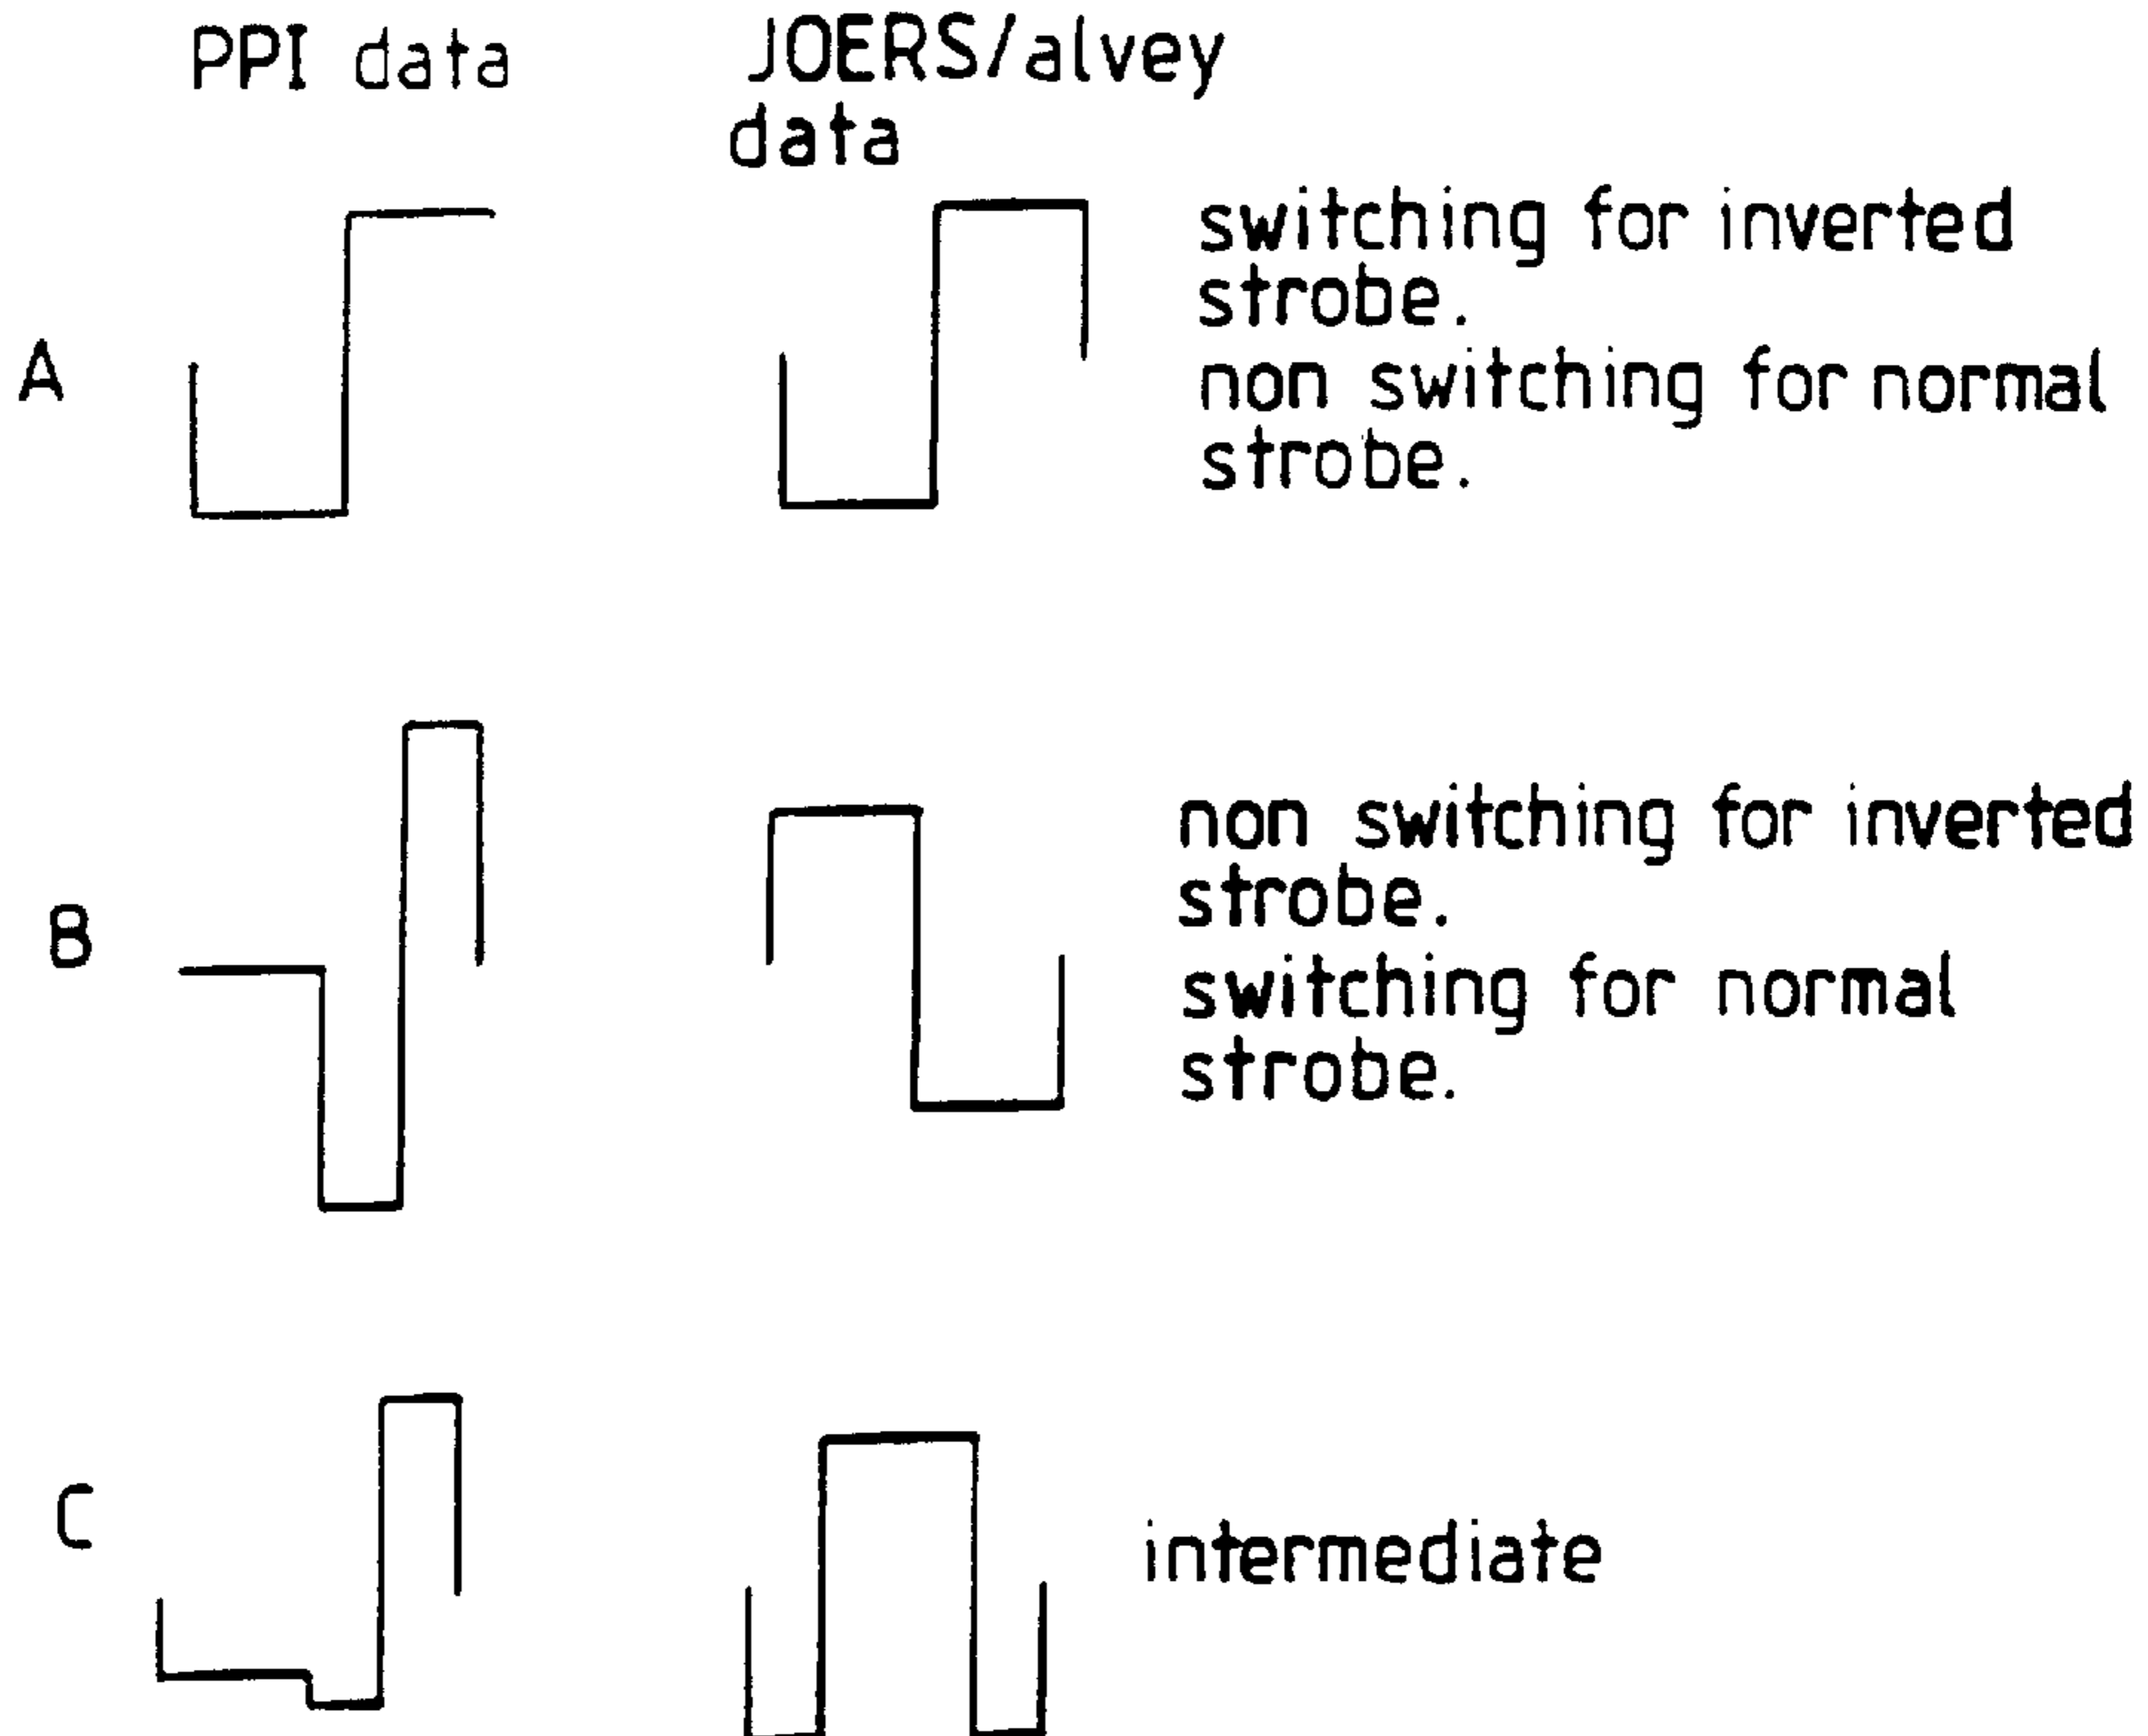 PPI data
JOERS/alvey
data
A
switching for inverted
strobe.
non switching for normal
strobe.
B
non switching for inverted
strobe.
switching for normal
strobe.
C
intermediate